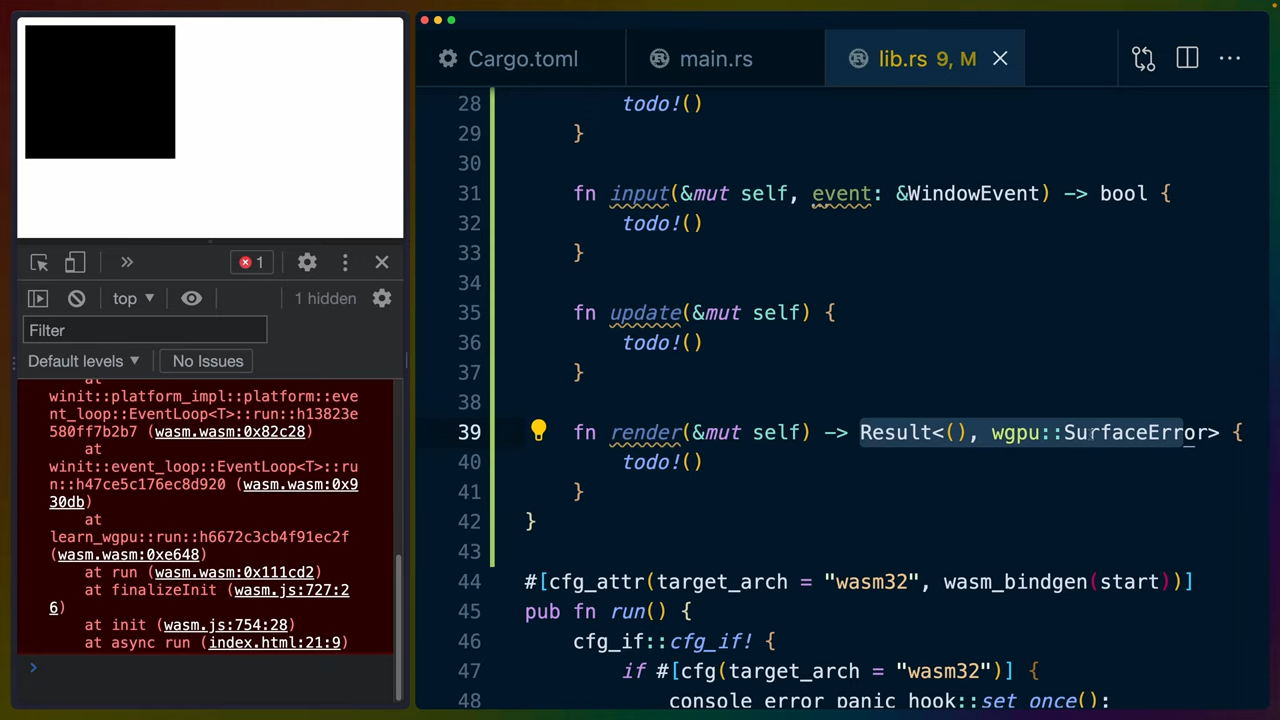 Cargo.toml
main.rs
lib.rs 9, M
1
top
1 hidden
Filter
Default levels
No Issues
at
winit::platform_impl::platform::eve
nt_loop::EventLoop<T>::run::h13823e
580ff7b2b7 (wasm.wasm:0x82c28)
at
winit::event_loop::EventLoop<T>::ru
n::h47ce5c176ec8d920 (wasm.wasm:0x9
30db)
at
learn_wgpu::run::h6672c3cb4f91ec2f
(wasm.wasm:0xe648)
at run (wasm.wasm:0x111cd2)
at finalizeInit (wasm.js:727:2
6)
at init (wasm.js:754:28)
at async run (index.html:21:9)
28 todo!()
29 }
30
31 fn input(&mut self, event: &WindowEvent) -> bool {
32 todo!()
33 }
34
35 fn update(&mut self) {
36 todo!()
37 }
38
39 fn render(&mut self) -> Result<(), wgpu::SurfaceError> {
40 todo!()
41 }
42 }
43
44 #[cfg_attr(target_arch = "wasm32", wasm_bindgen(start))]
45 pub fn run() {
46 cfg_if::cfg_if! {
47 if #[cfg(target_arch = "wasm32")] {
48 console_error_panic_hook::set_once();